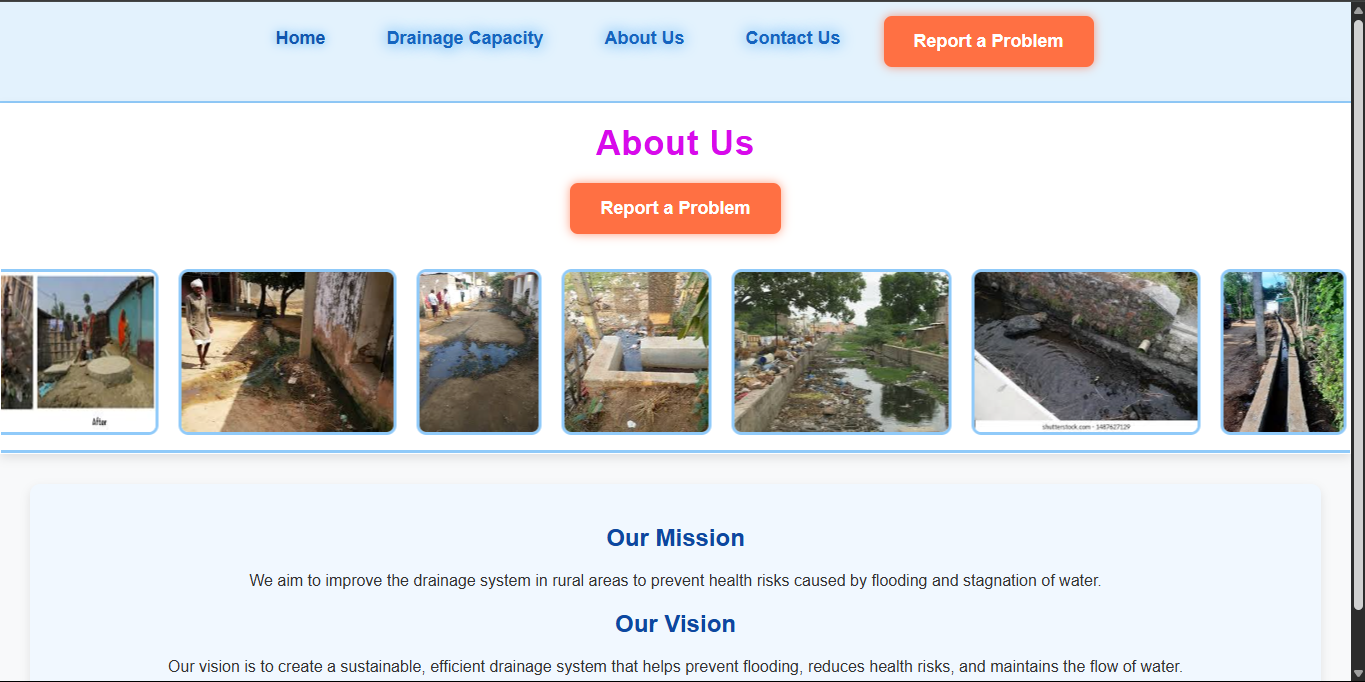 Home Drainage Capacity About Us Contact Us Report a Problem
About Us
Report a Problem
After
shutterstock.com · 1487627129
Our Mission
We aim to improve the drainage system in rural areas to prevent health risks caused by flooding and stagnation of water.
Our Vision
Our vision is to create a sustainable, efficient drainage system that helps prevent flooding, reduces health risks, and maintains the flow of water.